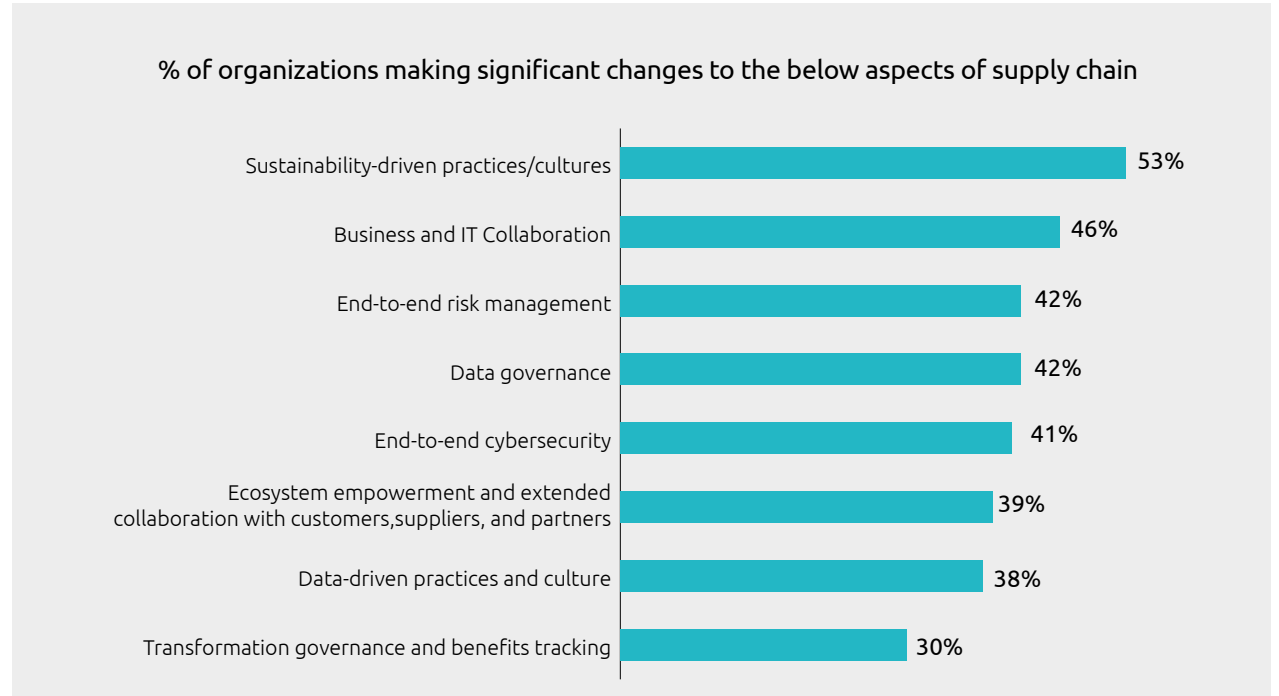 % of organizations making significant changes to the below aspects of supply chain
Sustainability-driven practices/cultures 53%
Business and IT Collaboration 46%
End-to-end risk management 42%
Data governance 42%
End-to-end cybersecurity 41%
Ecosystem empowerment and extended
collaboration with customers,suppliers, and partners 39%
Data-driven practices and culture 38%
Transformation governance and benefits tracking 30%